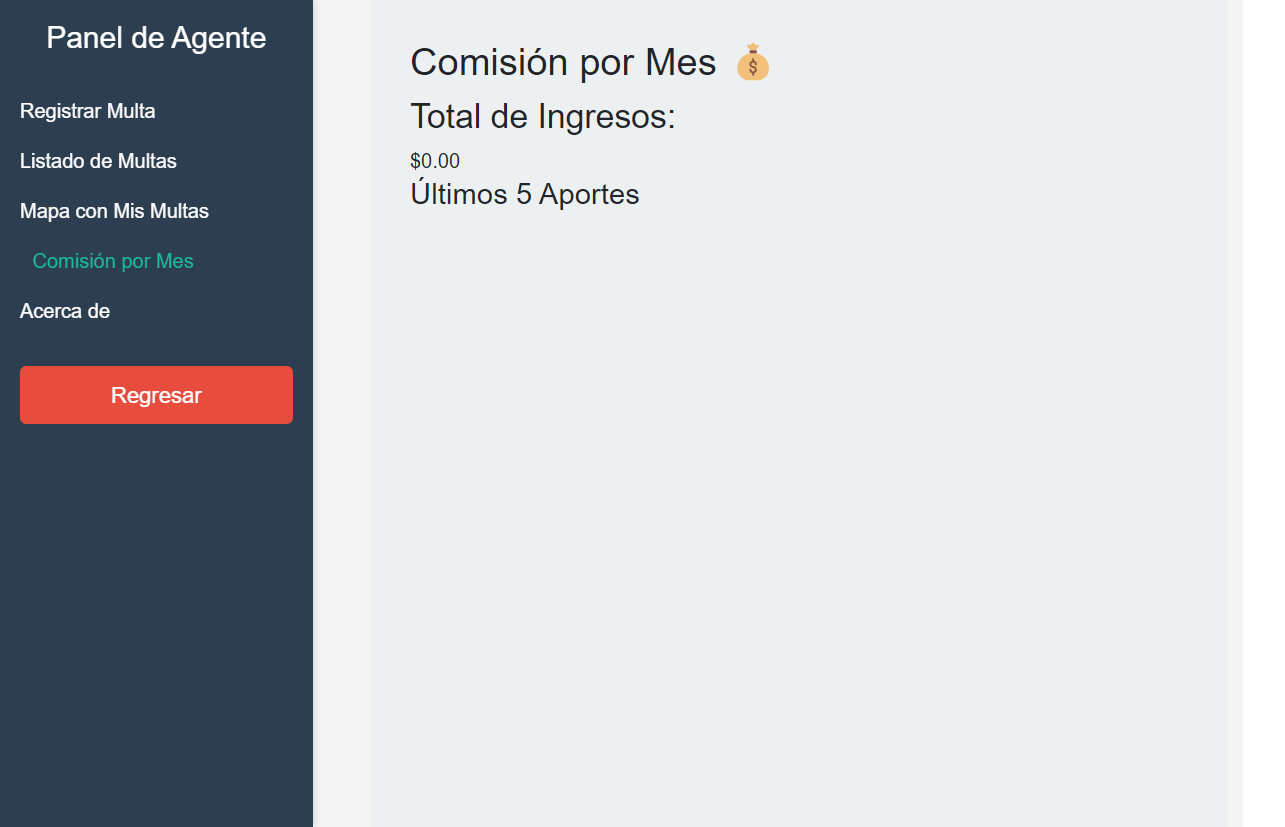 Panel de Agente
Registrar Multa
Listado de Multas
Mapa con Mis Multas
Comisión por Mes
Acerca de
Regresar
Comisión por Mes 💰
Total de Ingresos:
$0.00
Últimos 5 Aportes